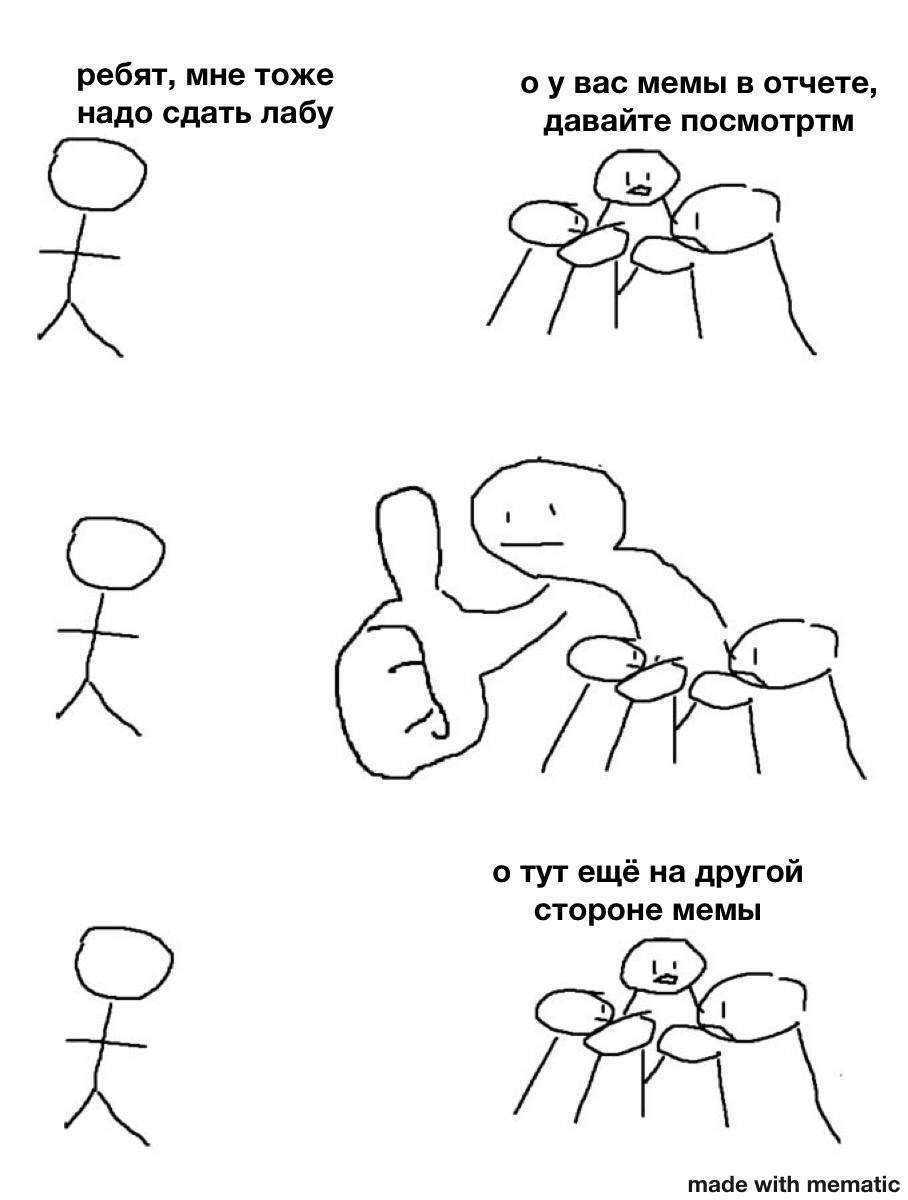 ребят, мне тоже
надо сдать лабу
о у вас мемы в отчете,
давайте посмотртм
о тут ещё на другой
стороне мемы
made with mematic